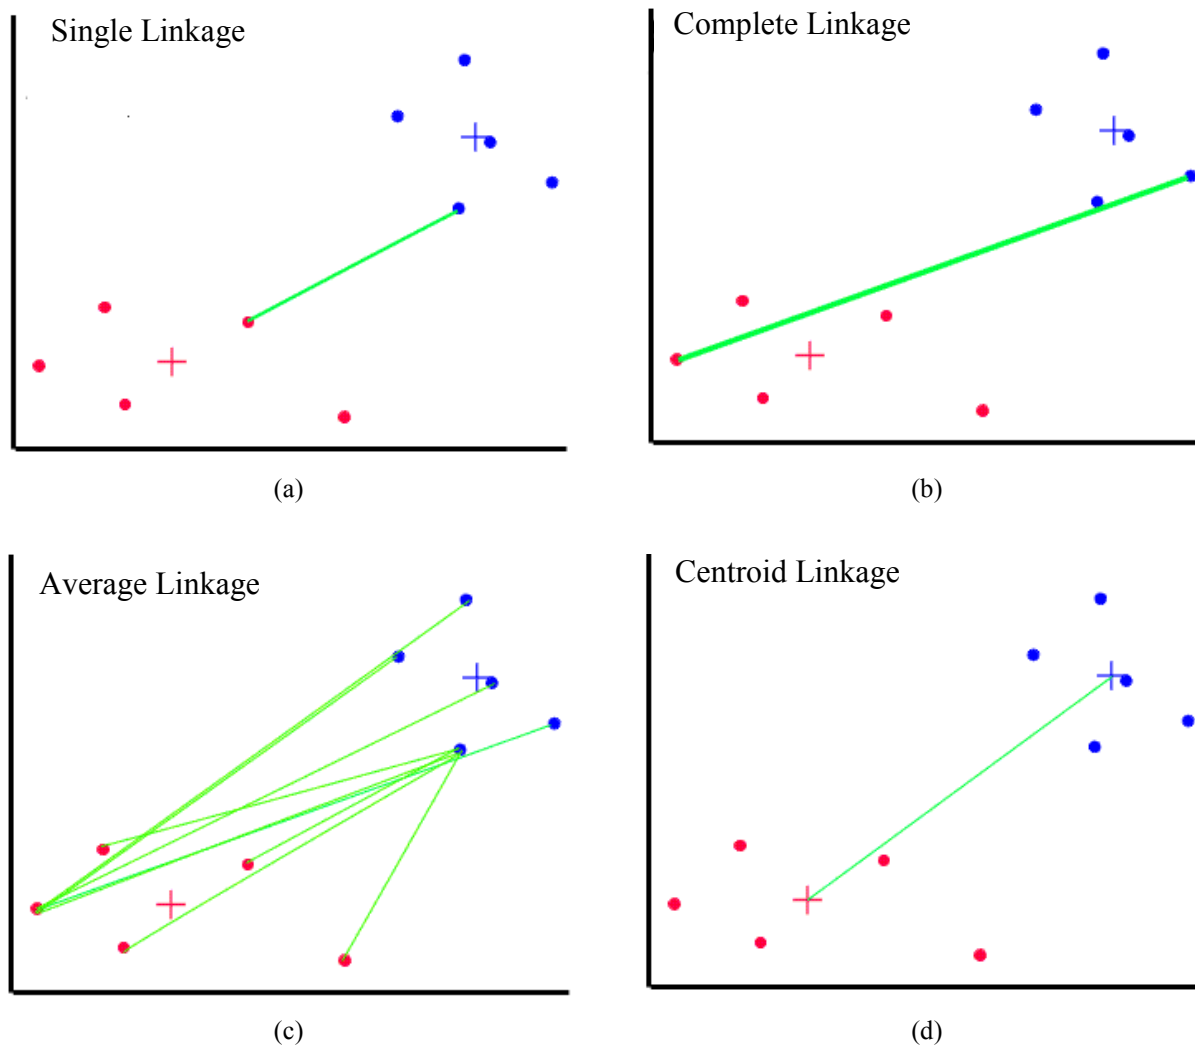 Single Linkage
Complete Linkage
(a)
(b)
Average Linkage
Centroid Linkage
(c)
(d)